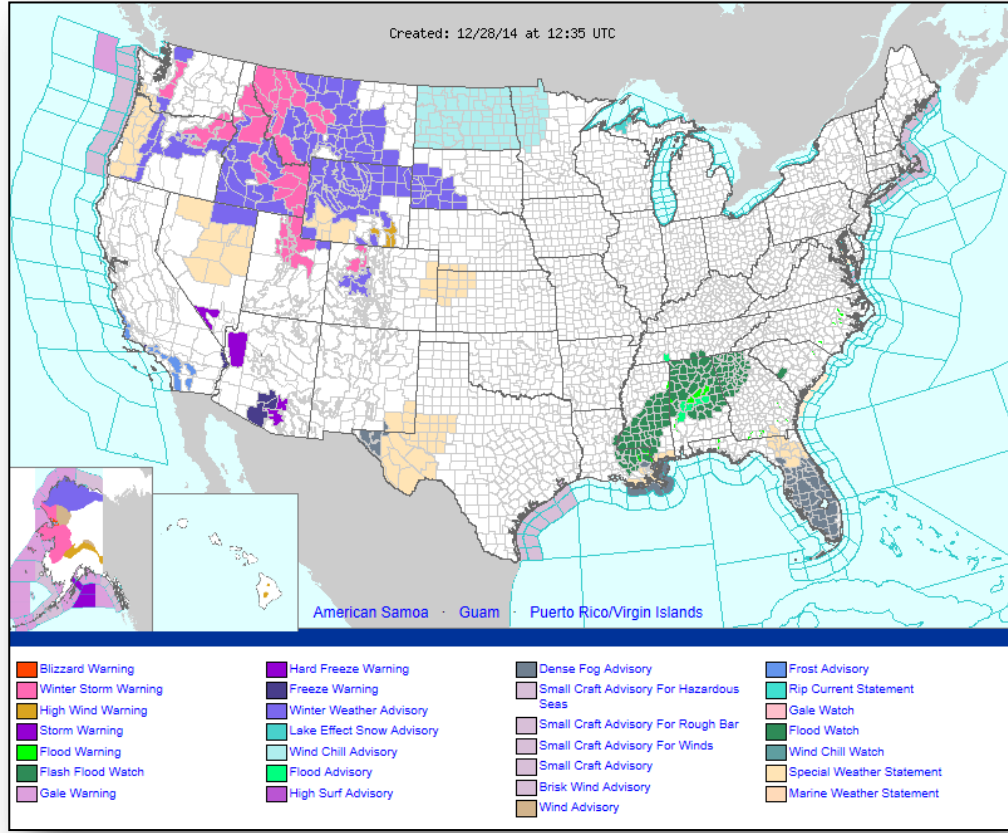 Created: 12/28/14 at 12:35 UTC
American Samoa · Guam · Puerto Rico/Virgin Islands
Blizzard Warning
Winter Storm Warning
High Wind Warning
Storm Warning
Flood Warning
Flash Flood Watch
Gale Warning
Hard Freeze Warning
Freeze Warning
Winter Weather Advisory
Lake Effect Snow Advisory
Wind Chill Advisory
Flood Advisory
High Surf Advisory
Dense Fog Advisory
Small Craft Advisory For Hazardous
Seas
Small Craft Advisory For Rough Bar
Small Craft Advisory For Winds
Small Craft Advisory
Brisk Wind Advisory
Wind Advisory
Frost Advisory
Rip Current Statement
Gale Watch
Flood Watch
Wind Chill Watch
Special Weather Statement
Marine Weather Statement